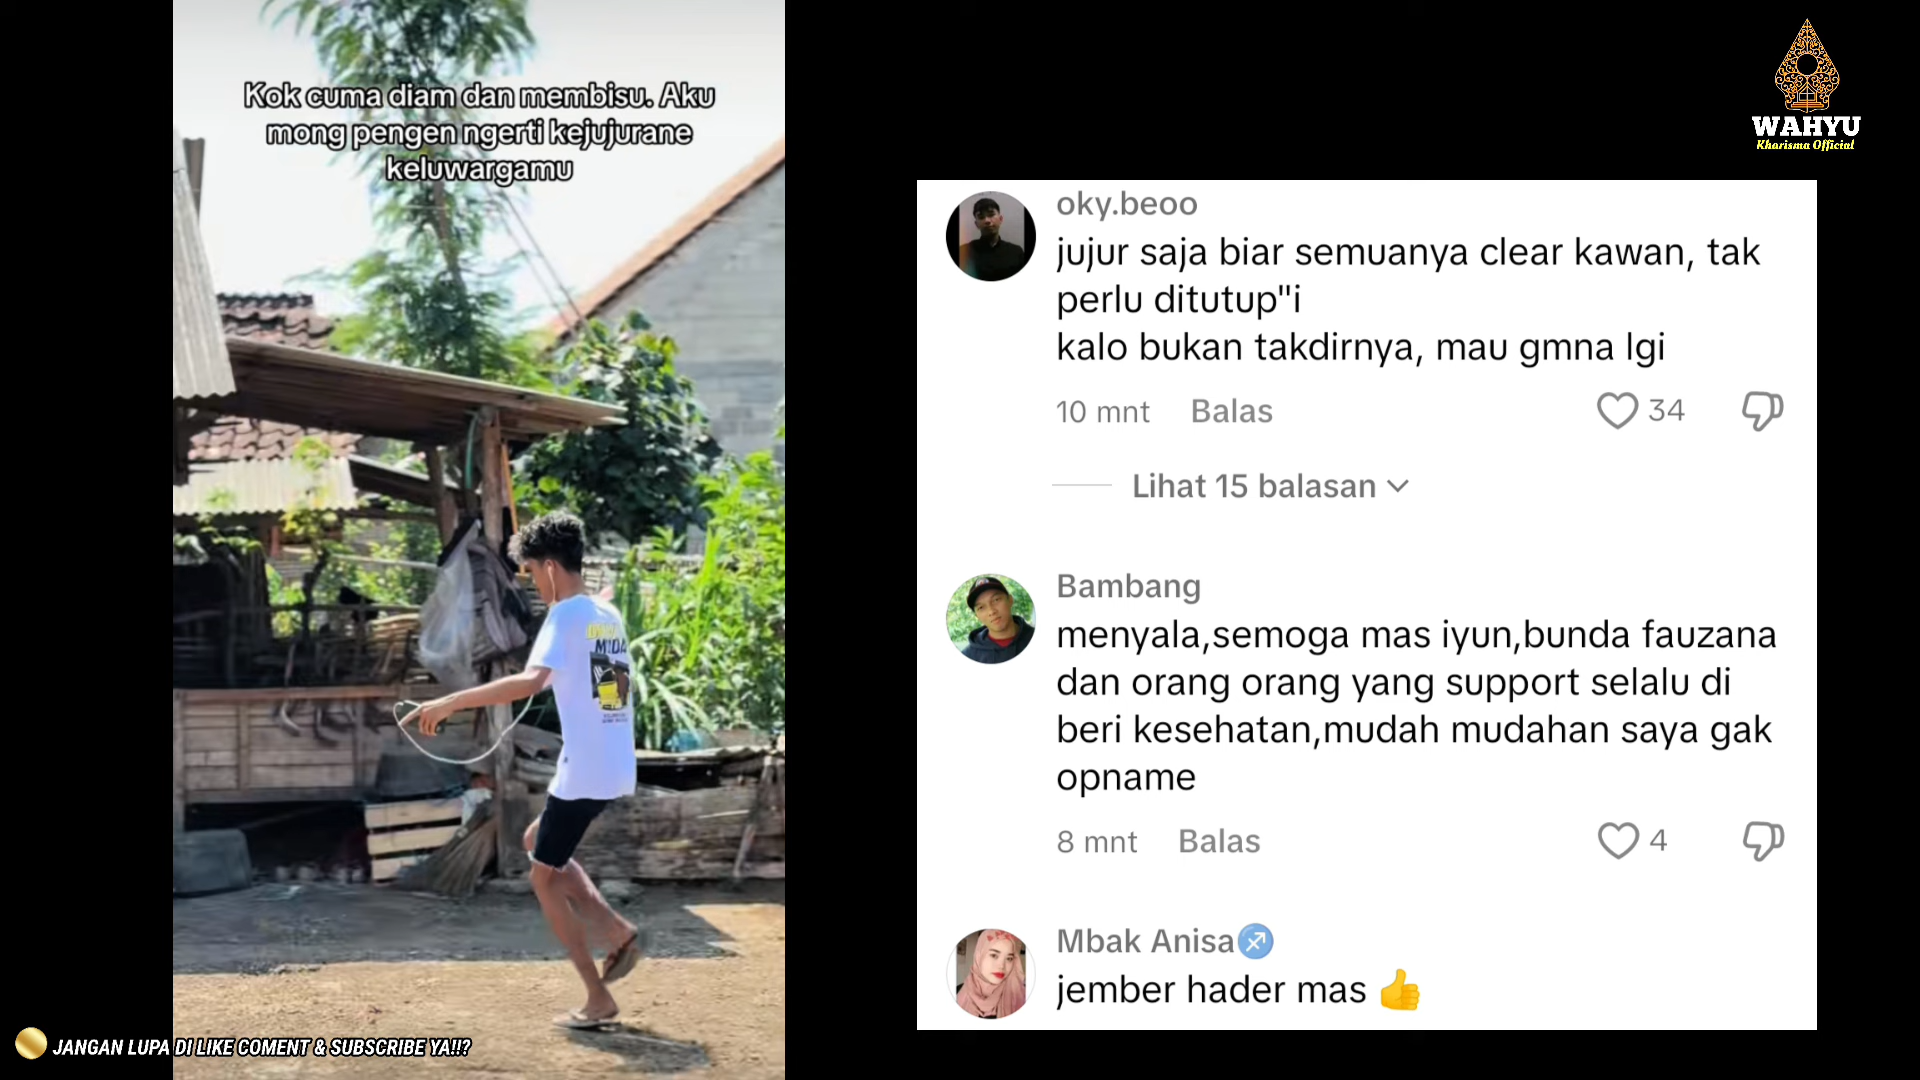 Kok cuma diam dan membisu. Aku
mong pengen ngerti kejujurane
keluwargamu
WAHYU
Kharisma Official
oky.beoo
jujur saja biar semuanya clear kawan, tak
perlu ditutup"i
kalo bukan takdirnya, mau gmna lgi
10 mnt Balas 34
Lihat 15 balasan
Bambang
menyala,semoga mas iyun,bunda fauzana
dan orang orang yang support selalu di
beri kesehatan,mudah mudahan saya gak
opname
8 mnt Balas 4
Mbak Anisa♐
jember hader mas 👍
JANGAN LUPA DI LIKE COMENT & SUBSCRIBE YA!!?